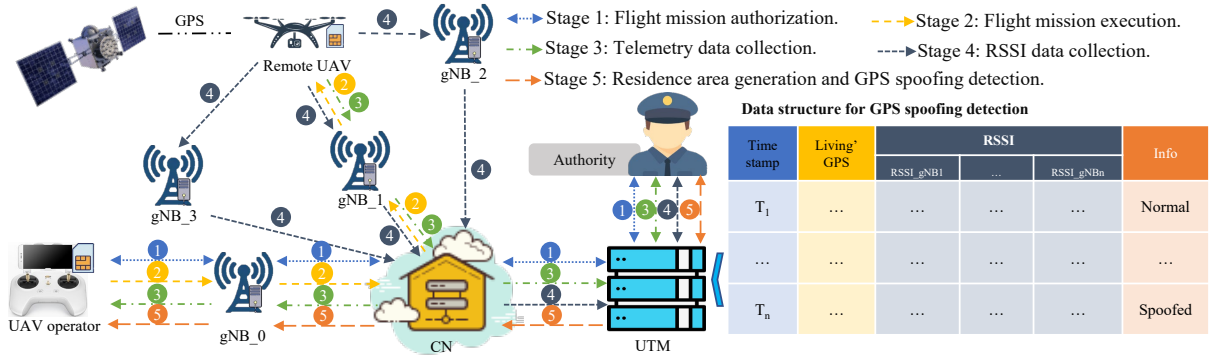 GPS
Remote UAV
4
gNB_2
Stage 1: Flight mission authorization.
Stage 2: Flight mission execution.
Stage 3: Telemetry data collection.
Stage 4: RSSI data collection.
Stage 5: Residence area generation and GPS spoofing detection.
4
2
3
4
gNB_3
gNB_1
4
2
3
4
4
Authority
1
3
4
5
Data structure for GPS spoofing detection
Time stamp
Living' GPS
RSSI
Info
RSSI_gNB1
…
RSSI_gNBn
T1
…
…
…
…
Normal
…
…
…
…
…
…
Tn
…
…
…
…
Spoofed
1
2
3
5
UAV operator
gNB_0
1
2
3
5
CN
1
3
4
5
UTM